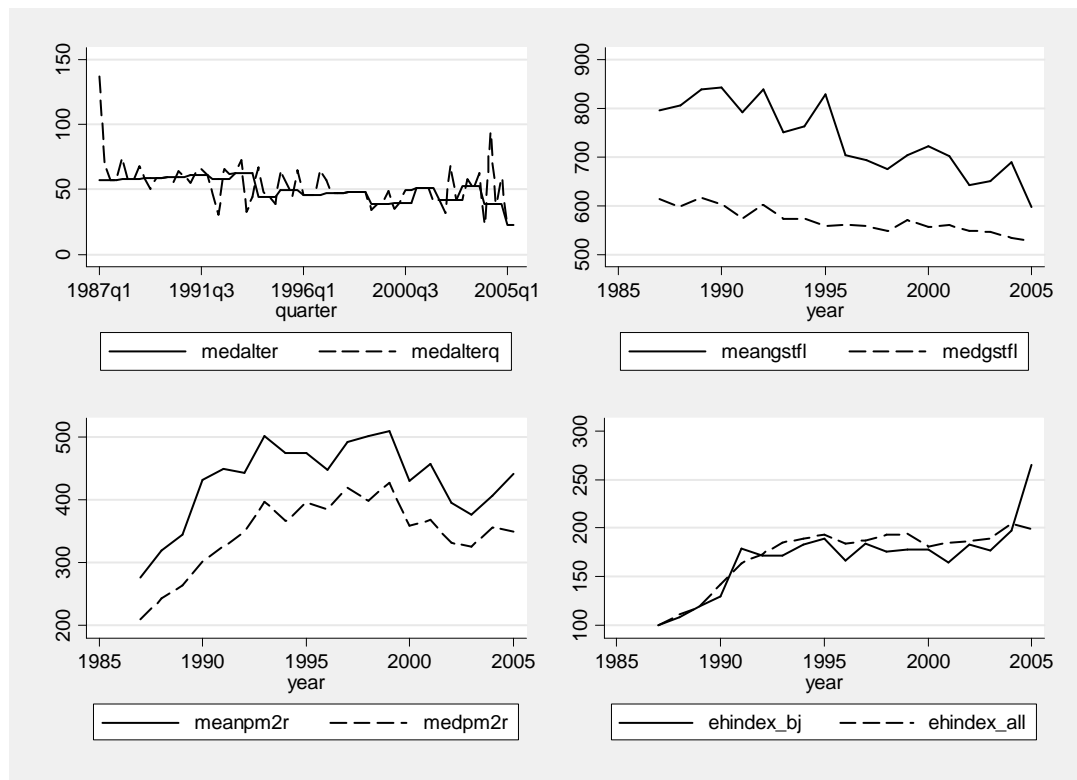 150
100
50
0
1987q1 1991q3 1996q1 2000q3 2005q1
quarter
medalter medalterq
900
800
700
600
500
1985 1990 1995 2000 2005
year
meangstfl medgstfl
500
400
300
200
1985 1990 1995 2000 2005
year
meanpm2r medpm2r
300
250
200
150
100
1985 1990 1995 2000 2005
year
ehindex_bj ehindex_all